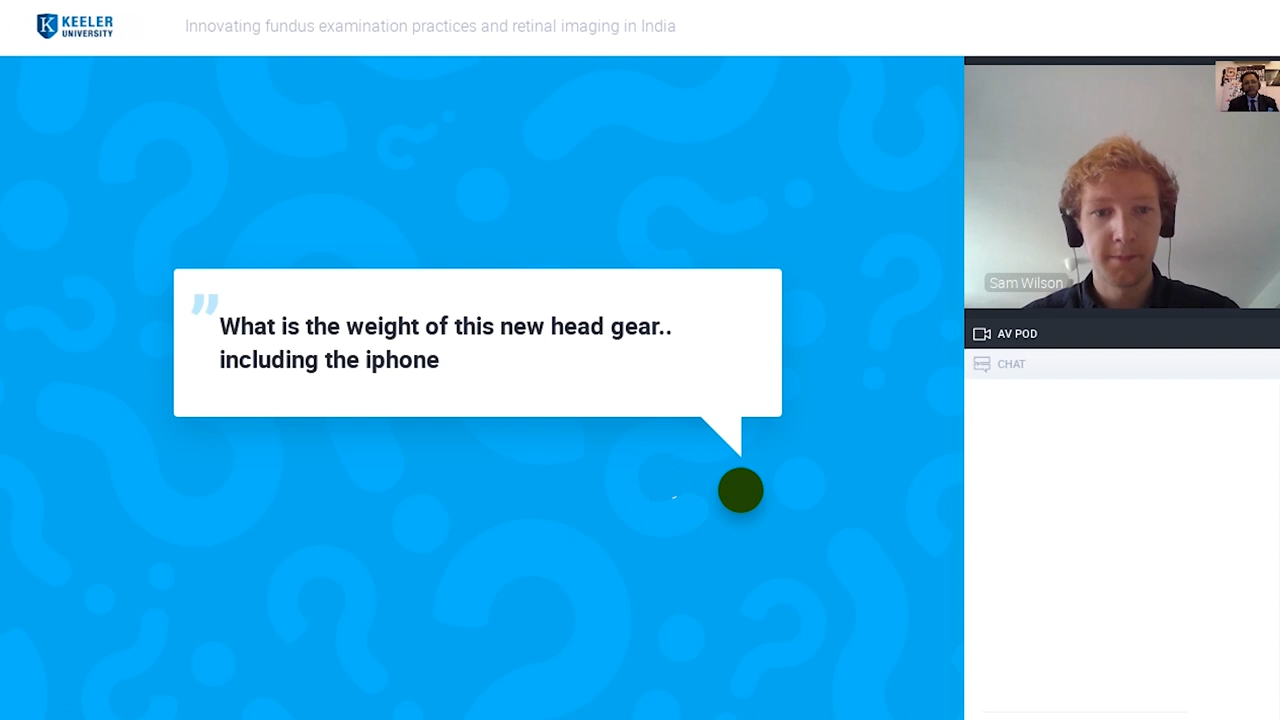 KEELER
UNIVERSITY
Innovating fundus examination practices and retinal imaging in India
What is the weight of this new head gear..
including the iphone
Sam Wilson
AV POD
CHAT